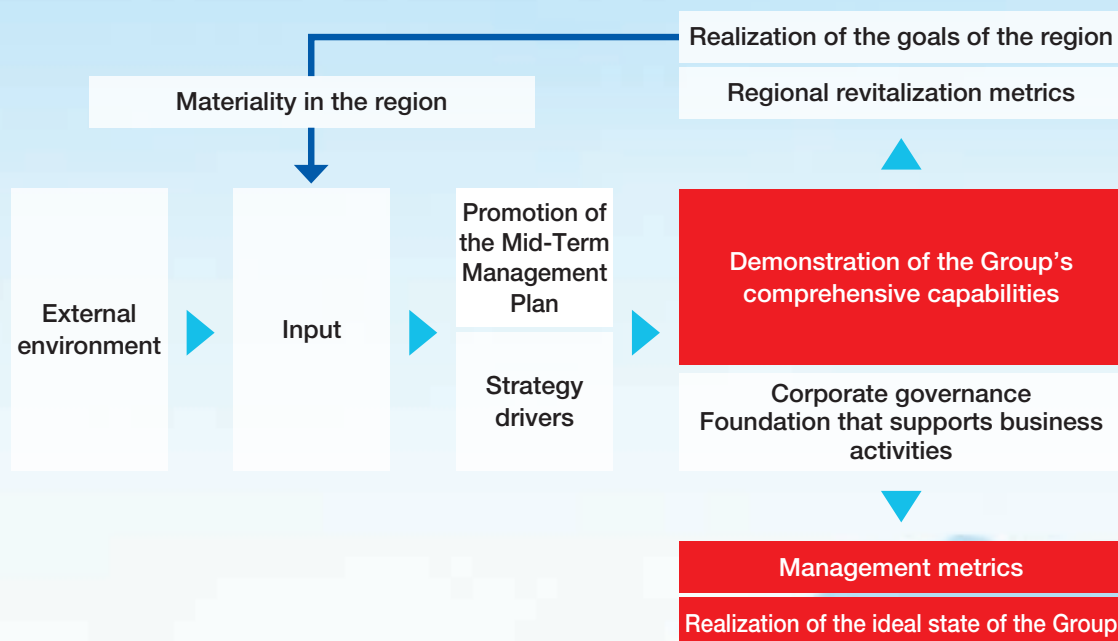 Realization of the goals of the region
Regional revitalization metrics
Materiality in the region
External
environment
Input
Promotion of
the Mid-Term
Management
Plan
Strategy
drivers
Demonstration of the Group’s
comprehensive capabilities
Corporate governance
Foundation that supports business
activities
Management metrics
Realization of the ideal state of the Group